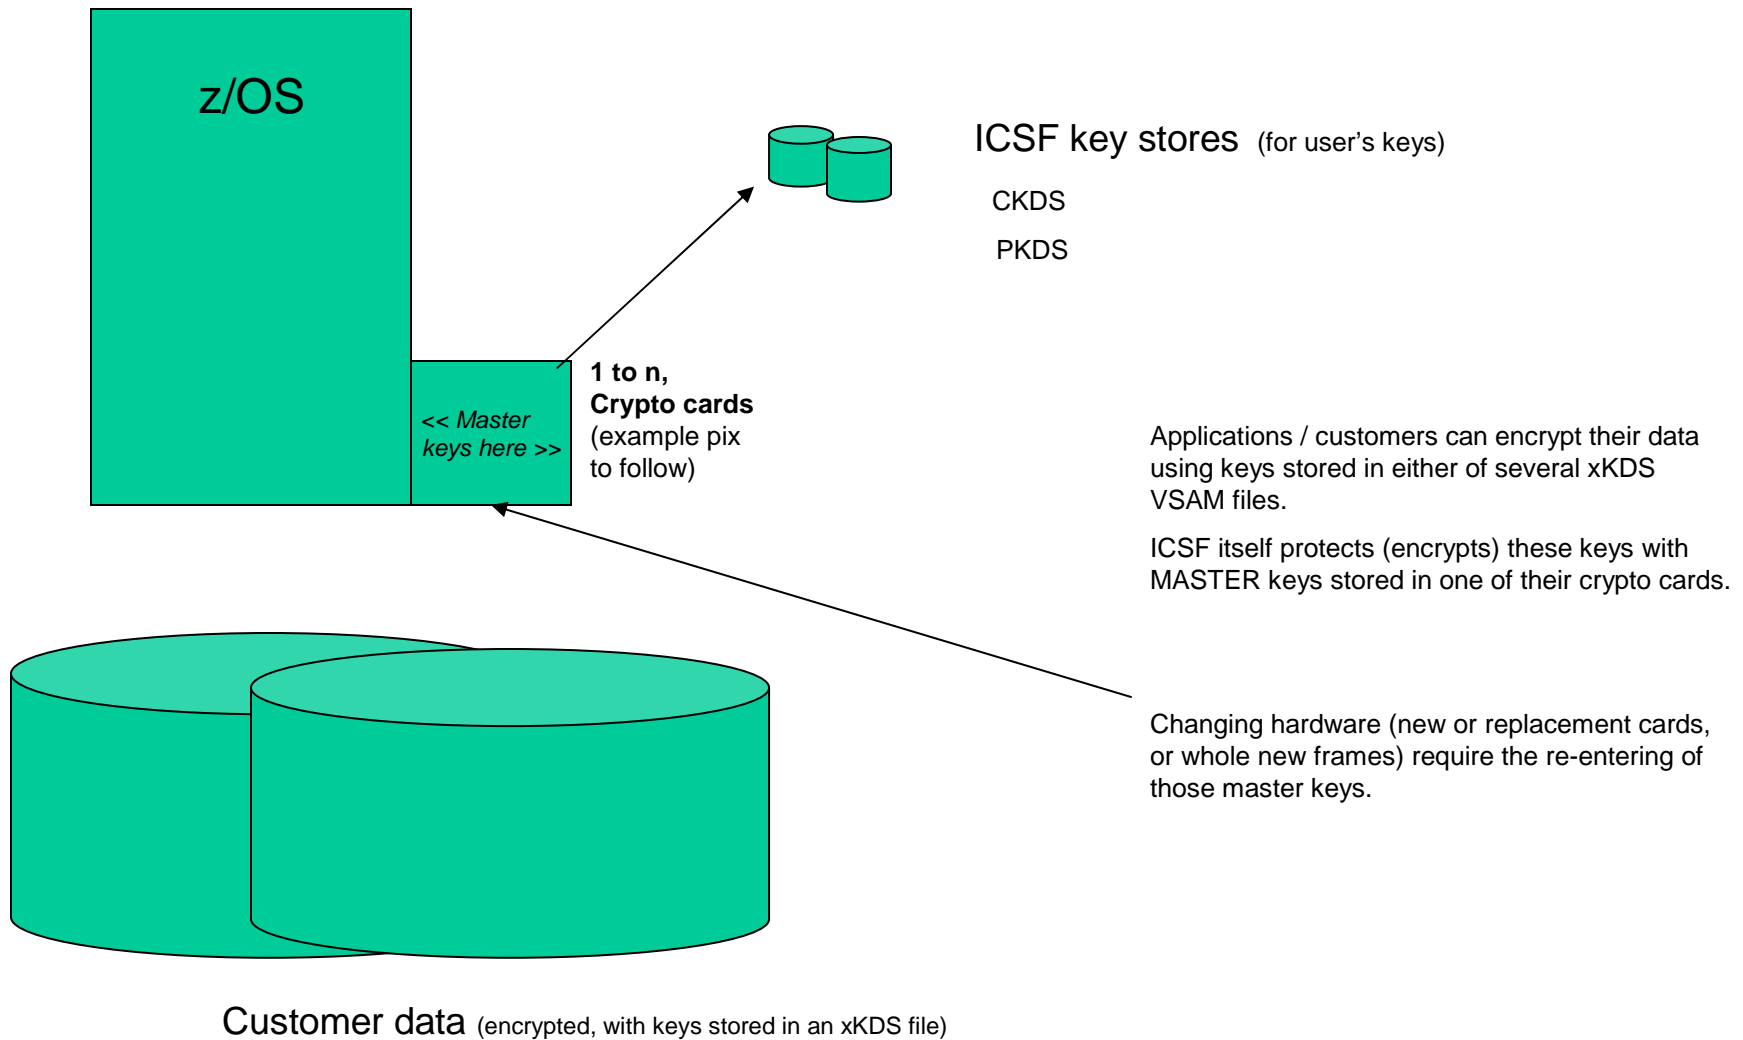 z/OS
ICSF key stores (for user's keys)
CKDS
PKDS
<< Master
keys here >>
1 to n,
Crypto cards
(example pix
to follow)
Applications / customers can encrypt their data
using keys stored in either of several xKDS
VSAM files.
ICSF itself protects (encrypts) these keys with
MASTER keys stored in one of their crypto cards.
Changing hardware (new or replacement cards,
or whole new frames) require the re-entering of
those master keys.
Customer data (encrypted, with keys stored in an xKDS file)